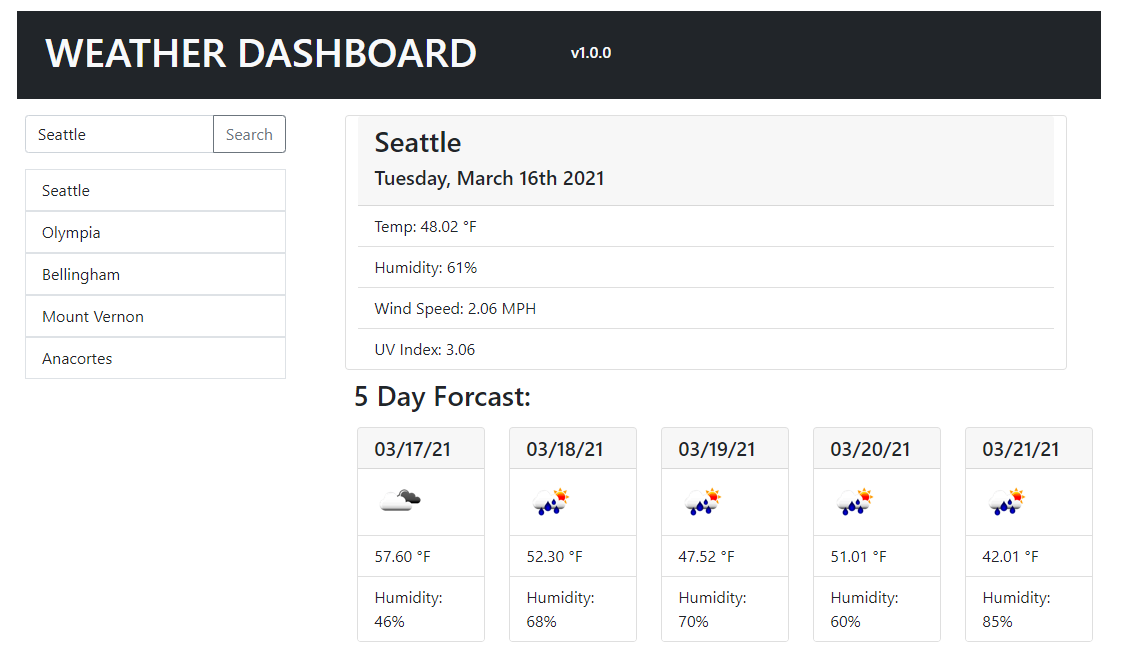 WEATHER DASHBOARD
v1.0.0
Seattle
Search
Seattle
Olympia
Bellingham
Mount Vernon
Anacortes
Seattle
Tuesday, March 16th 2021
Temp: 48.02 °F
Humidity: 61%
Wind Speed: 2.06 MPH
UV Index: 3.06
5 Day Forcast:
03/17/21
57.60 °F
Humidity:
46%
03/18/21
52.30 °F
Humidity:
68%
03/19/21
47.52 °F
Humidity:
70%
03/20/21
51.01 °F
Humidity:
60%
03/21/21
42.01 °F
Humidity:
85%